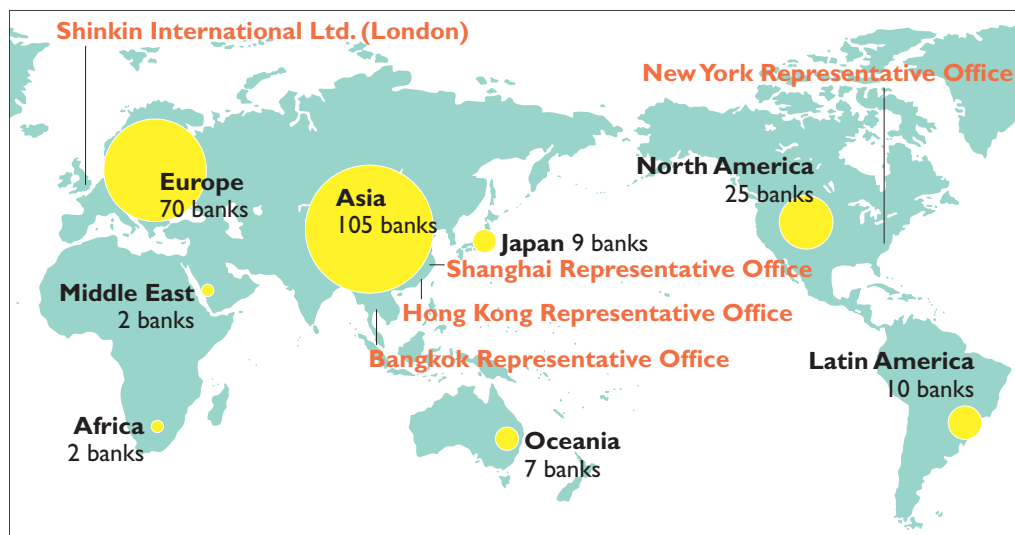 Shinkin International Ltd. (London)
New York Representative Office
North America
25 banks
Europe
70 banks
Asia
105 banks
Japan 9 banks
Shanghai Representative Office
Middle East
2 banks
Hong Kong Representative Office
Bangkok Representative Office
Latin America
10 banks
Africa
2 banks
Oceania
7 banks